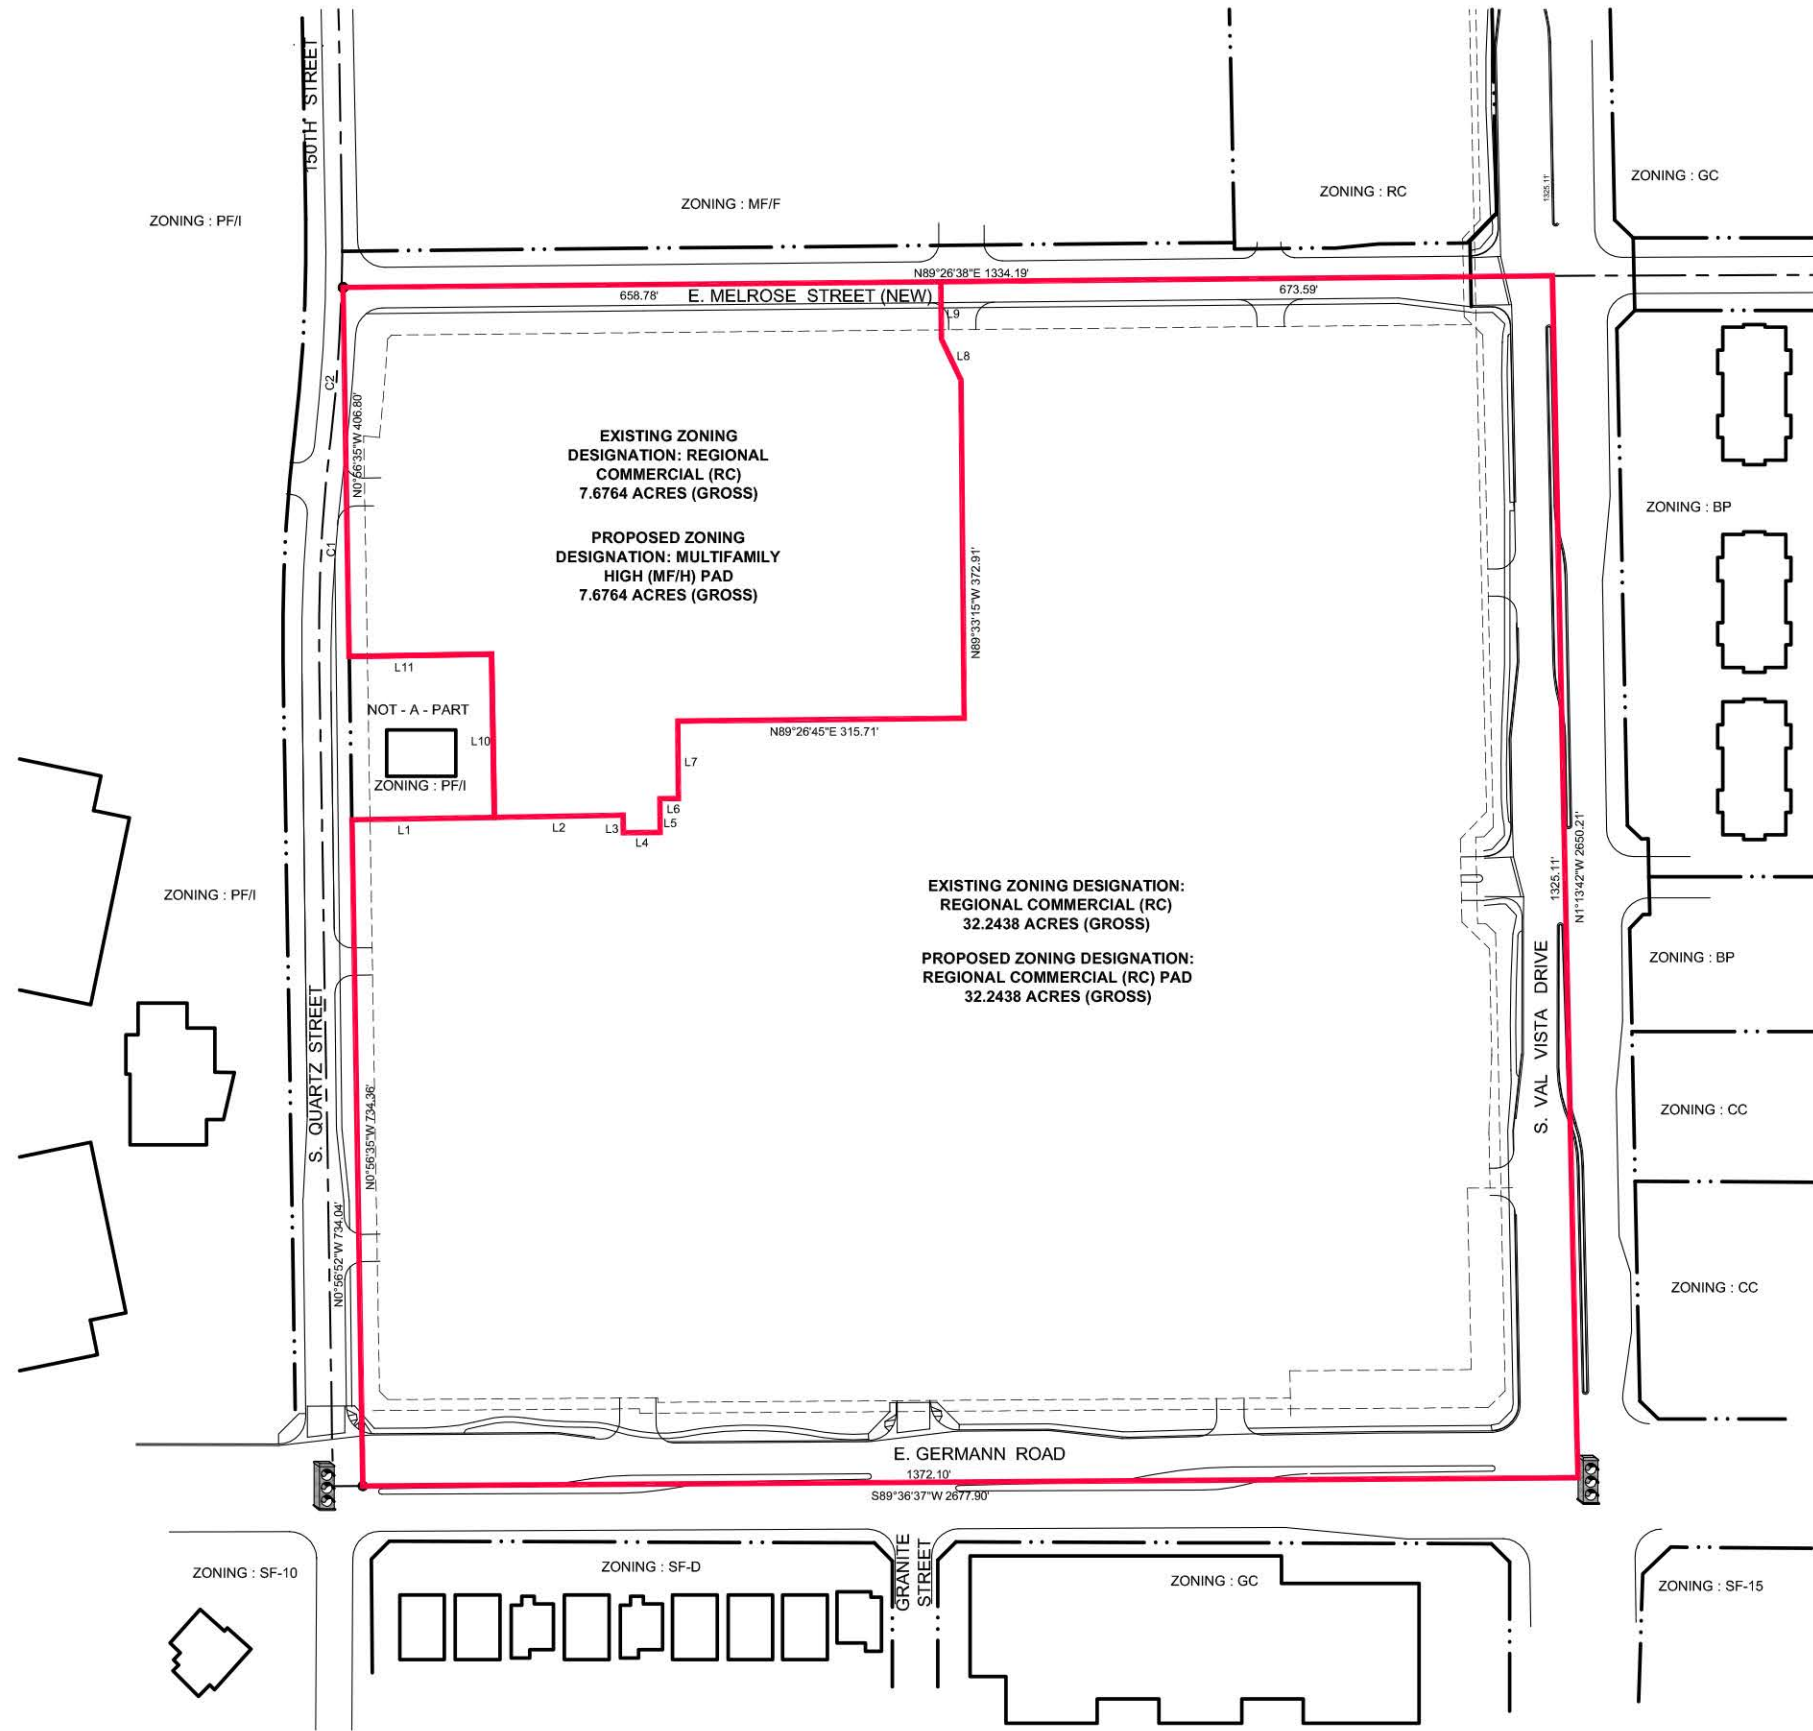 150TH STREET
ZONING : PF/I
ZONING : MF/F
ZONING : RC
1325.11'
ZONING : GC
N89°26'38"E 1334.19'
658.78'
E. MELROSE STREET (NEW)
673.59'
L9
L8
C2
N0°56'35"W 406.80'
C1
EXISTING ZONING
DESIGNATION: REGIONAL
COMMERCIAL (RC)
7.6764 ACRES (GROSS)
PROPOSED ZONING
DESIGNATION: MULTIFAMILY
HIGH (MF/H) PAD
7.6764 ACRES (GROSS)
N89°33'15"W 372.91'
ZONING : BP
L11
NOT - A - PART
L10
ZONING : PF/I
N89°26'45"E 315.71'
L7
L6
L5
L4
L3
L2
L1
ZONING : PF/I
EXISTING ZONING DESIGNATION:
REGIONAL COMMERCIAL (RC)
32.2438 ACRES (GROSS)
PROPOSED ZONING DESIGNATION:
REGIONAL COMMERCIAL (RC) PAD
32.2438 ACRES (GROSS)
1325.11'
N1°13'42"W 2650.21'
S. VAL VISTA DRIVE
ZONING : BP
ZONING : CC
ZONING : CC
S. QUARTZ STREET
N0°56'35"W 734.36'
N0°56'52"W 734.04'
E. GERMANN ROAD
1372.10'
S89°36'37"W 2677.90'
ZONING : SF-10
ZONING : SF-D
GRANITE
STREET
ZONING : GC
ZONING : SF-15